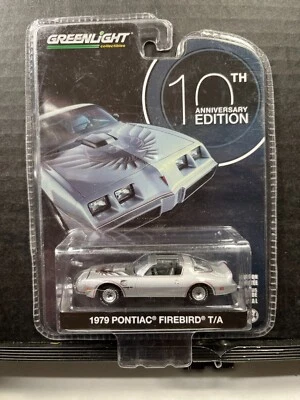 GREENLIGHT
collectibles
10TH
ANNIVERSARY
EDITION
1979 PONTIAC® FIREBIRD® T/A